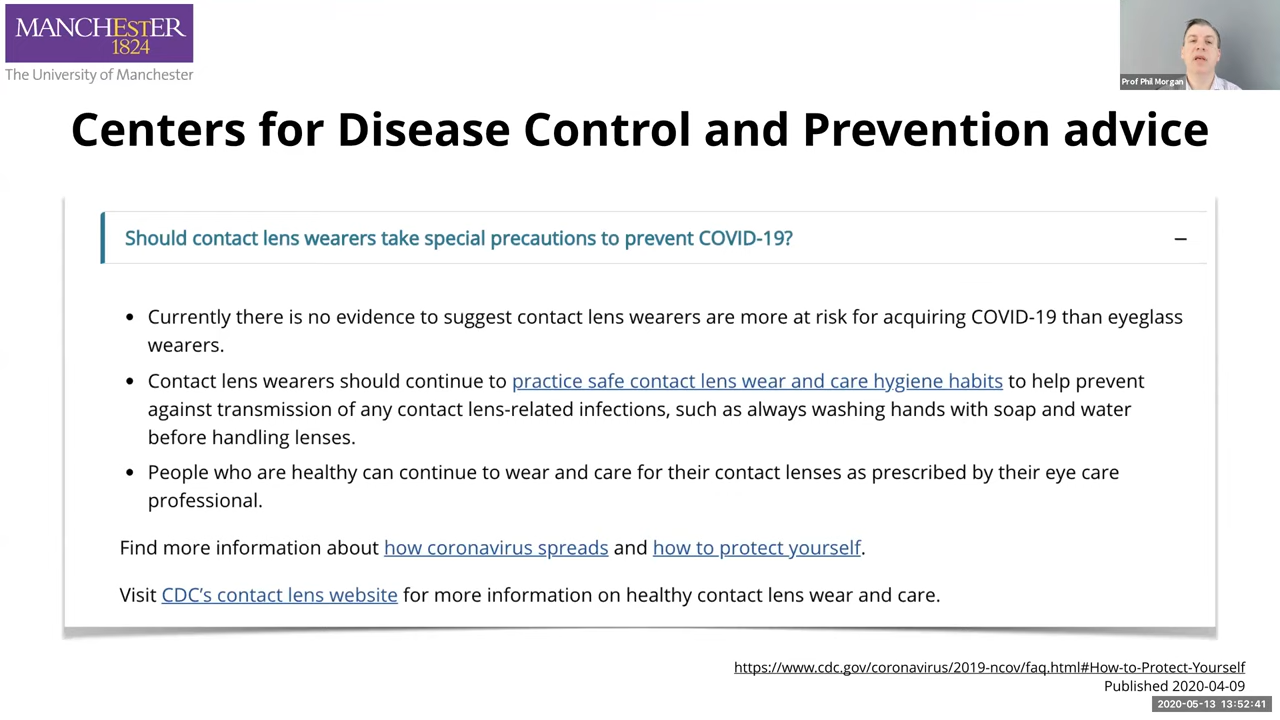 MANCHESTER
1824
The University of Manchester
Prof Phil Morgan
Centers for Disease Control and Prevention advice
Should contact lens wearers take special precautions to prevent COVID-19? –
• Currently there is no evidence to suggest contact lens wearers are more at risk for acquiring COVID-19 than eyeglass
wearers.
• Contact lens wearers should continue to practice safe contact lens wear and care hygiene habits to help prevent
against transmission of any contact lens-related infections, such as always washing hands with soap and water
before handling lenses.
• People who are healthy can continue to wear and care for their contact lenses as prescribed by their eye care
professional.
Find more information about how coronavirus spreads and how to protect yourself.
Visit CDC’s contact lens website for more information on healthy contact lens wear and care.
https://www.cdc.gov/coronavirus/2019-ncov/faq.html#How-to-Protect-Yourself
Published 2020-04-09
2020-05-13 13:52:41